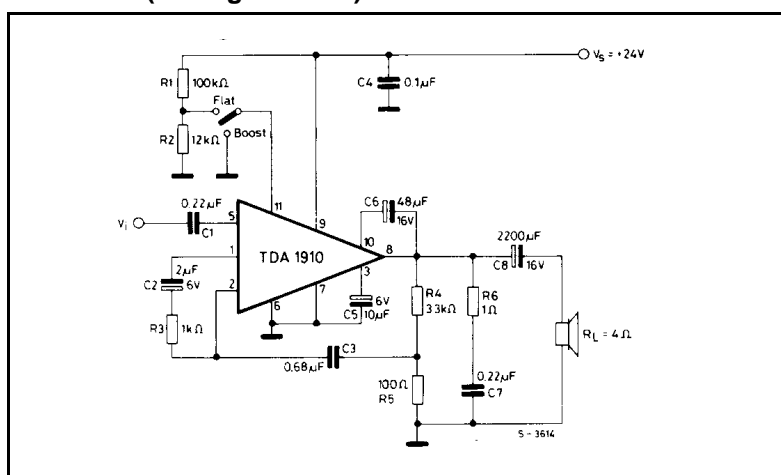 Vs = +24V
C4 0.1µF
R1 100kΩ
Flat
Boost
R2 12kΩ
0.22µF
C1
Vi
5
11
9
C6 48µF
16V
10
8
1
TDA 1910
2
3
7
6
2µF
C2 6V
R3 1kΩ
6V
C5 10µF
R4
3.3kΩ
R6
1Ω
2200µF
C8 16V
RL = 4Ω
C3
0.68µF
100Ω
R5
0.22µF
C7
S-3614